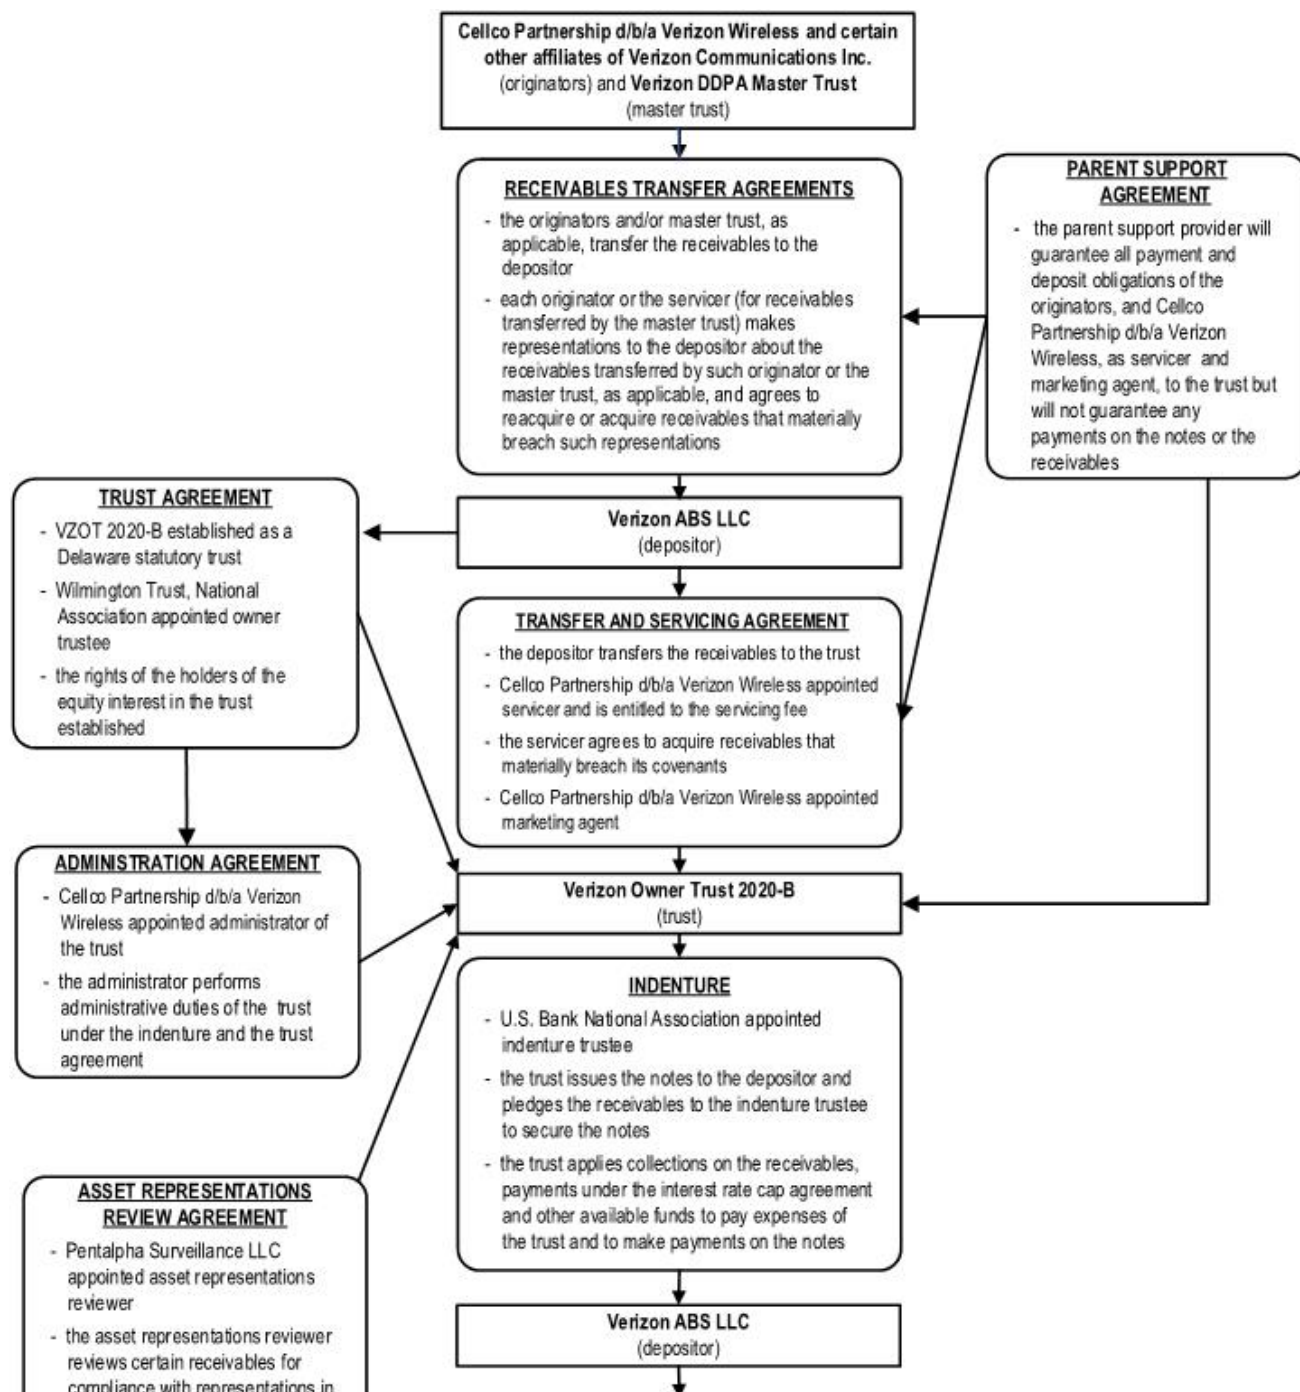 Cellco Partnership d/b/a Verizon Wireless and certain
other affiliates of Verizon Communications Inc.
(originators) and Verizon DDPA Master Trust
(master trust)
RECEIVABLES TRANSFER AGREEMENTS
- the originators and/or master trust, as
applicable, transfer the receivables to the
depositor
- each originator or the servicer (for receivables
transferred by the master trust) makes
representations to the depositor about the
receivables transferred by such originator or the
master trust, as applicable, and agrees to
reacquire or acquire receivables that materially
breach such representations
PARENT SUPPORT
AGREEMENT
- the parent support provider will
guarantee all payment and
deposit obligations of the
originators, and Cellco
Partnership d/b/a Verizon
Wireless, as servicer and
marketing agent, to the trust but
will not guarantee any
payments on the notes or the
receivables
TRUST AGREEMENT
- VZOT 2020-B established as a
Delaware statutory trust
- Wilmington Trust, National
Association appointed owner
trustee
- the rights of the holders of the
equity interest in the trust
established
Verizon ABS LLC
(depositor)
TRANSFER AND SERVICING AGREEMENT
- the depositor transfers the receivables to the trust
- Cellco Partnership d/b/a Verizon Wireless appointed
servicer and is entitled to the servicing fee
- the servicer agrees to acquire receivables that
materially breach its covenants
- Cellco Partnership d/b/a Verizon Wireless appointed
marketing agent
ADMINISTRATION AGREEMENT
- Cellco Partnership d/b/a Verizon
Wireless appointed administrator of
the trust
- the administrator performs
administrative duties of the trust
under the indenture and the trust
agreement
Verizon Owner Trust 2020-B
(trust)
INDENTURE
- U.S. Bank National Association appointed
indenture trustee
- the trust issues the notes to the depositor and
pledges the receivables to the indenture trustee
to secure the notes
- the trust applies collections on the receivables,
payments under the interest rate cap agreement
and other available funds to pay expenses of
the trust and to make payments on the notes
ASSET REPRESENTATIONS
REVIEW AGREEMENT
- Pentalpha Surveillance LLC
appointed asset representations
reviewer
- the asset representations reviewer
reviews certain receivables for
compliance with representations in
Verizon ABS LLC
(depositor)